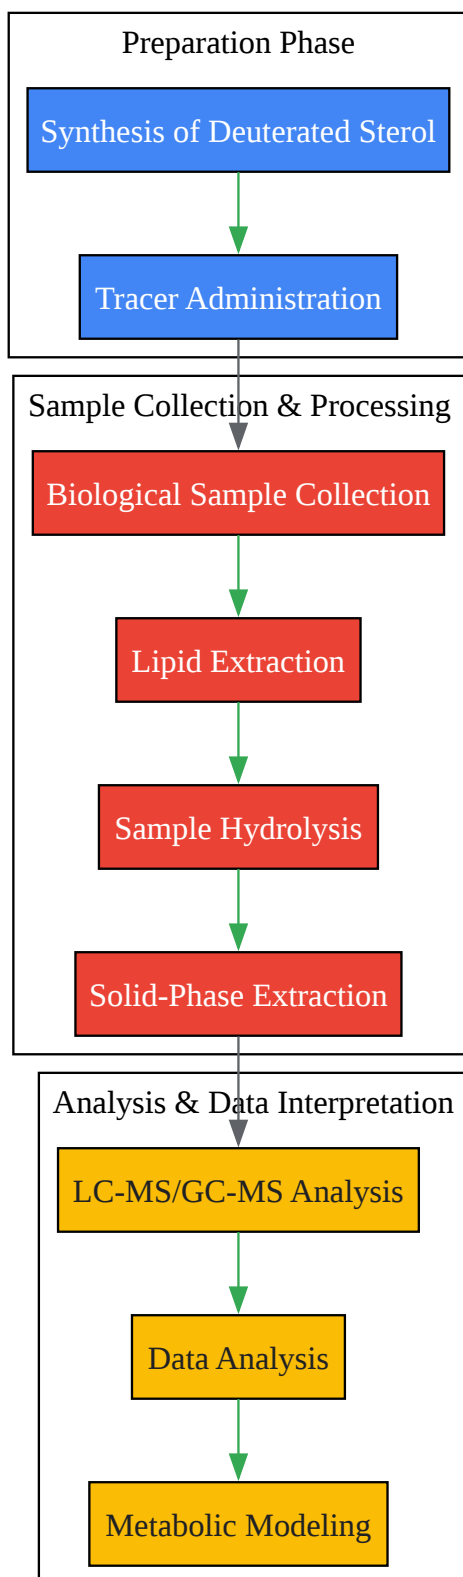 Preparation Phase
Synthesis of Deuterated Sterol
Tracer Administration
Sample Collection & Processing
Biological Sample Collection
Lipid Extraction
Sample Hydrolysis
Solid-Phase Extraction
Analysis & Data Interpretation
LC-MS/GC-MS Analysis
Data Analysis
Metabolic Modeling